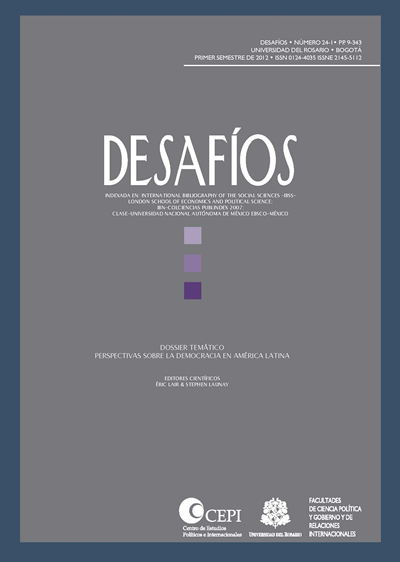 DESAFÍOS • NÚMERO 24-1 • PP 9-343
UNIVERSIDAD DEL ROSARIO • BOGOTÁ
PRIMER SEMESTRE DE 2012 • ISSN 0124-4035 ISSNE 2145-5112
DESAFÍOS
INDEXADA EN: INTERNATIONAL BIBLIOGRAPHY OF THE SOCIAL SCIENCES -IBSS-
LONDON SCHOOL OF ECONOMICS AND POLITICAL SCIENCE;
IBN-COLCIENCIAS PUBLINDEX 2007;
CLASE-UNIVERSIDAD NACIONAL AUTÓNOMA DE MÉXICO EBSCO-MÉXICO
DOSSIER TEMÁTICO
PERSPECTIVAS SOBRE LA DEMOCRACIA EN AMÉRICA LATINA
EDITORES CIENTÍFICOS
ÉRIC LAIR & STEPHEN LAUNAY
CEPI
Centro de Estudios
Políticos e Internacionales
UNIVERSIDAD DEL ROSARIO
FACULTADES
DE CIENCIA POLÍTICA
Y GOBIERNO Y DE
RELACIONES
INTERNACIONALES